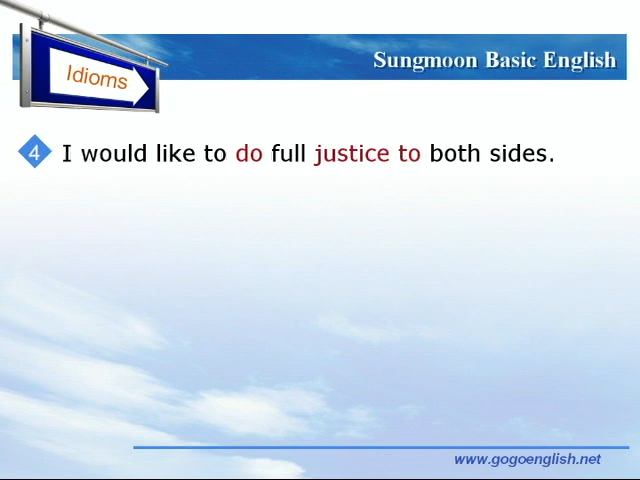 Sungmoon Basic English
Idioms
4 I would like to do full justice to both sides.
www.gogoenglish.net